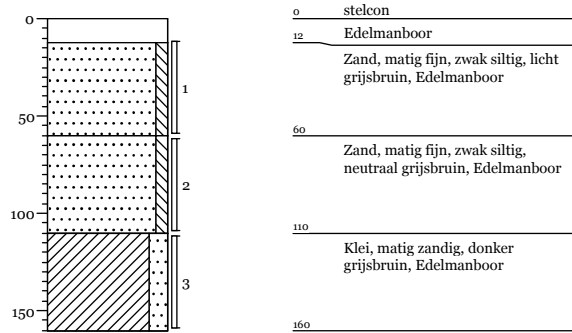 0
50
100
150
1
2
3
0
stelcon
Edelmanboor
12
Zand, matig fijn, zwak siltig, licht
grijsbruin, Edelmanboor
60
Zand, matig fijn, zwak siltig,
neutraal grijsbruin, Edelmanboor
110
Klei, matig zandig, donker
grijsbruin, Edelmanboor
160